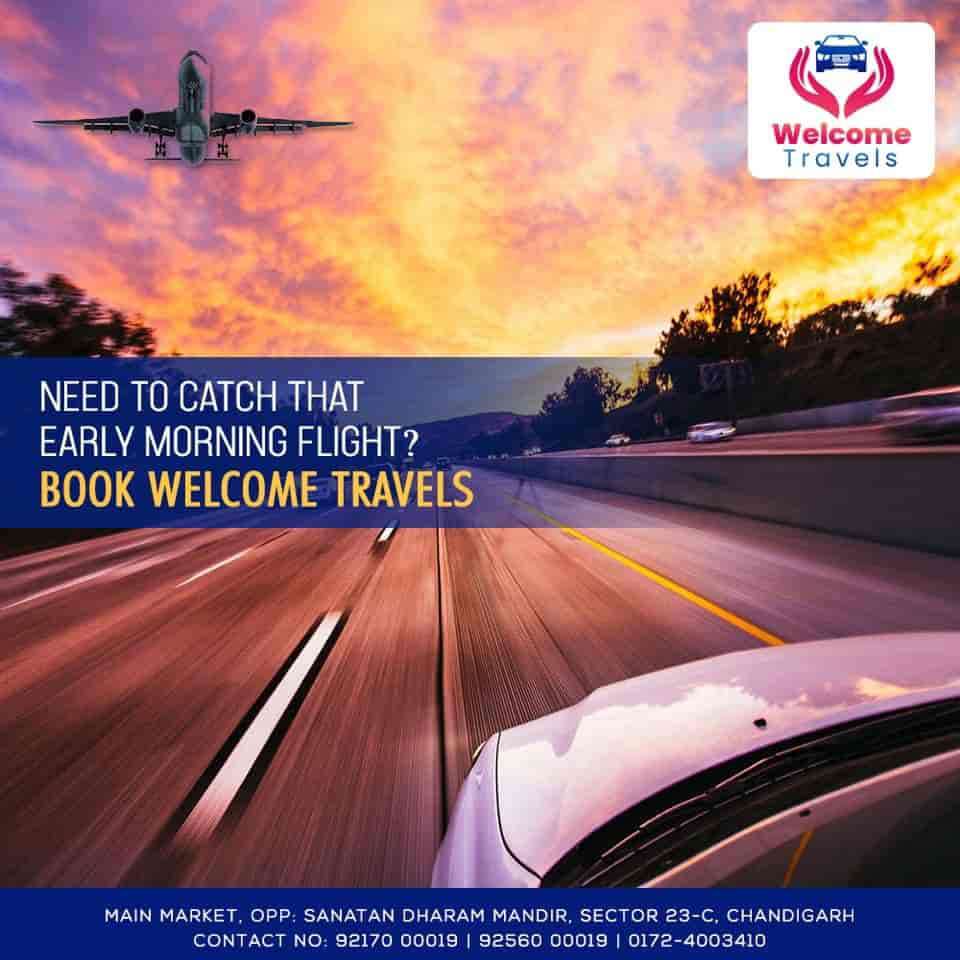 Welcome
Travels
NEED TO CATCH THAT
EARLY MORNING FLIGHT?
BOOK WELCOME TRAVELS
MAIN MARKET, OPP: SANATAN DHARAM MANDIR, SECTOR 23-C, CHANDIGARH
CONTACT NO: 92170 00019 | 92560 00019 | 0172-4003410